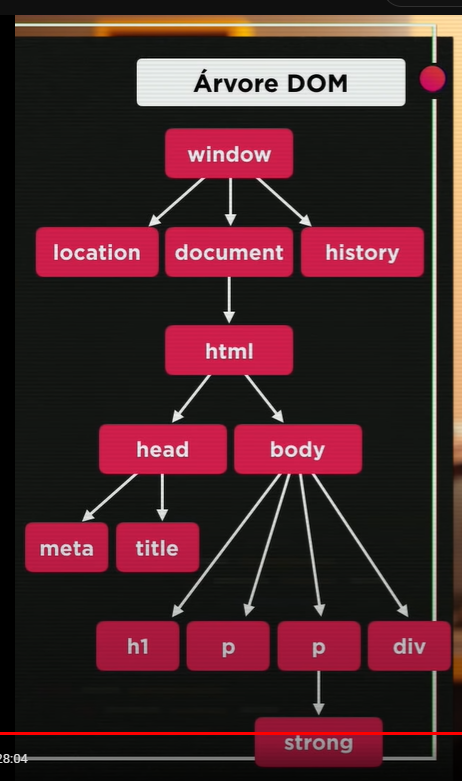 Árvore DOM
window
location
document
history
html
head
body
meta
title
h1
p
p
div
strong
28:04